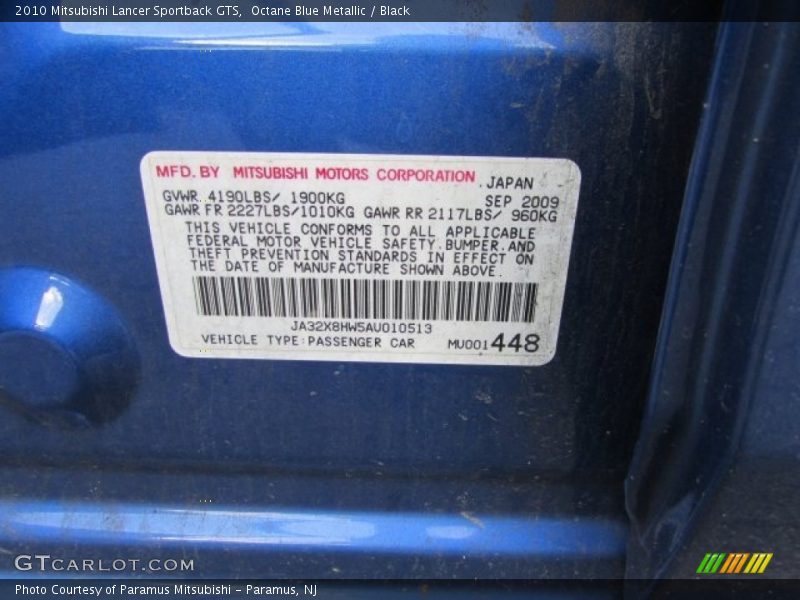 2010 Mitsubishi Lancer Sportback GTS,  Octane Blue Metallic / Black
MFD. BY MITSUBISHI MOTORS CORPORATION
JAPAN
GVWR. 4190LBS/ 1900KG SEP 2009
GAWR FR 2227LBS/1010KG GAWR RR 2117LBS/ 960KG
THIS VEHICLE CONFORMS TO ALL APPLICABLE
FEDERAL MOTOR VEHICLE SAFETY.BUMPER.AND
THEFT PREVENTION STANDARDS IN EFFECT ON
THE DATE OF MANUFACTURE SHOWN ABOVE.
JA32X8HW5AU010513
VEHICLE TYPE:PASSENGER CAR MU001448
GTCARLOT.COM
Photo Courtesy of Paramus Mitsubishi – Paramus, NJ